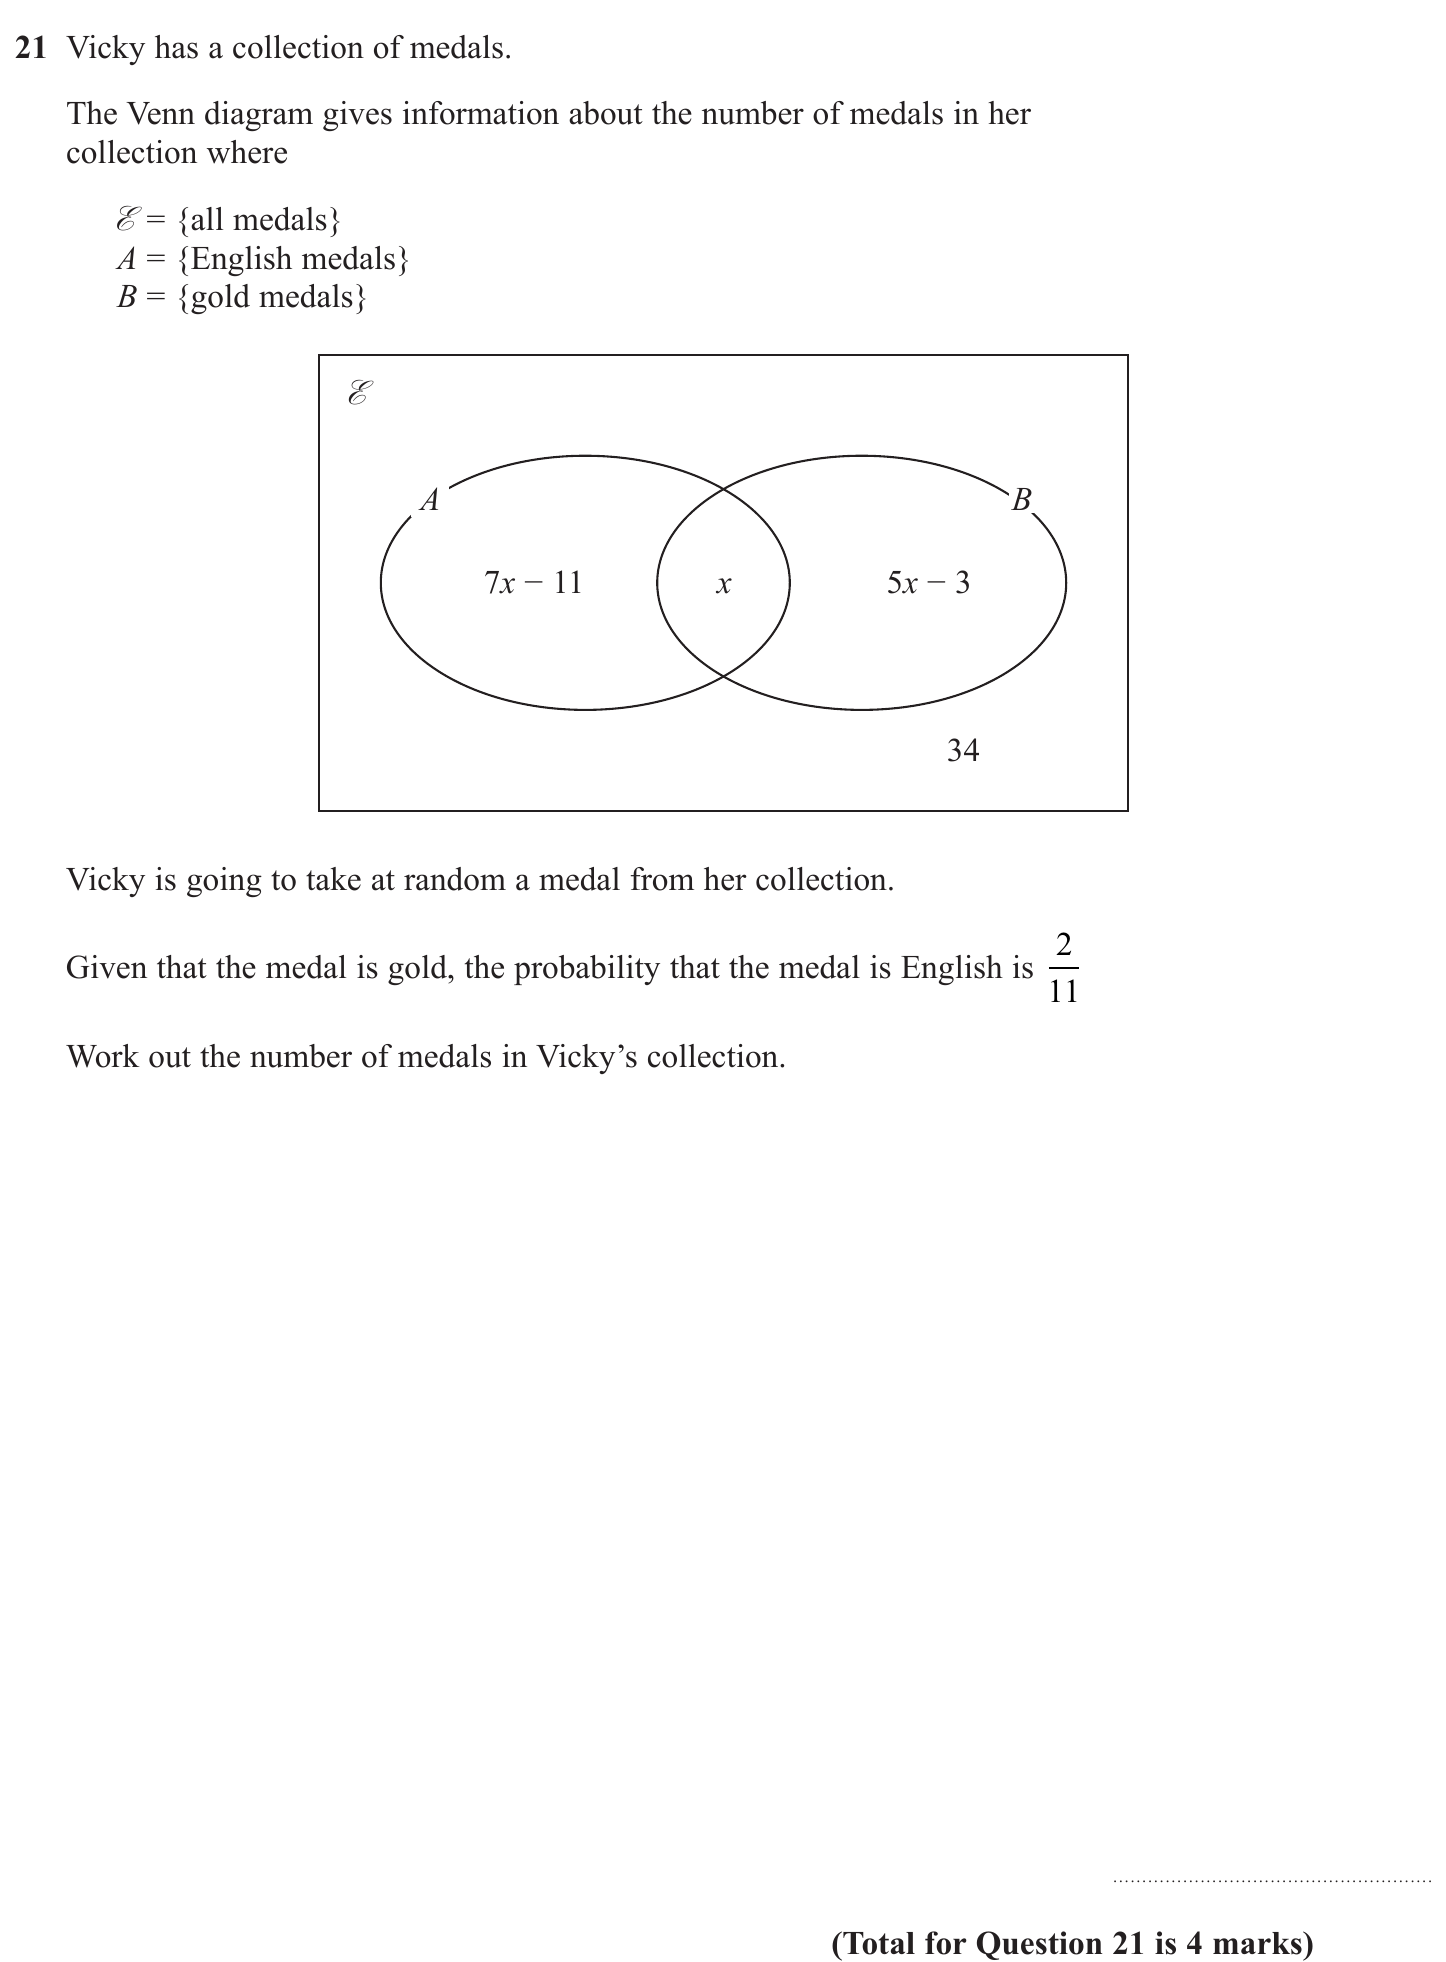 21 Vicky has a collection of medals.
The Venn diagram gives information about the number of medals in her
collection where
ℰ = {all medals}
A = {English medals}
B = {gold medals}
ℰ
A
B
7x − 11
x
5x − 3
34
Vicky is going to take at random a medal from her collection.
Given that the medal is gold, the probability that the medal is English is 2/11
Work out the number of medals in Vicky’s collection.
(Total for Question 21 is 4 marks)